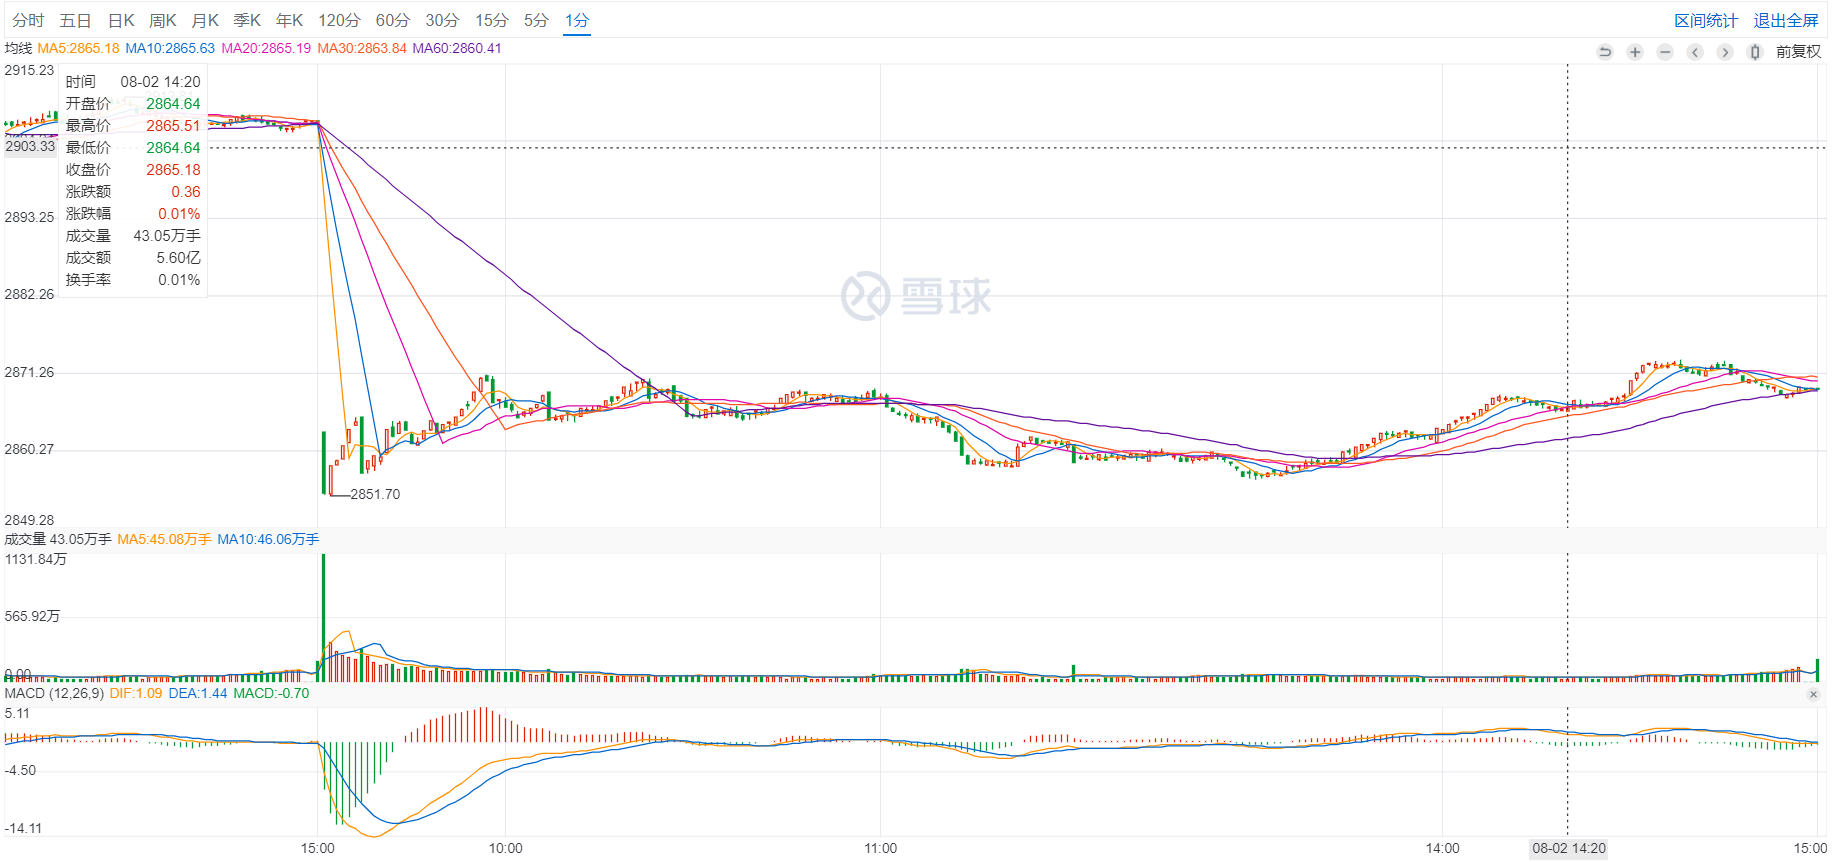 分时 五日 日K 周K 月K 季K 年K 120分 60分 30分 15分 5分 1分 区间统计 退出全屏
均线 MA5:2865.18 MA10:2865.63 MA20:2865.19 MA30:2863.84 MA60:2860.41 前复权
2915.23
时间 08-02 14:20
开盘价 2864.64
最高价 2865.51
2903.33 最低价 2864.64
收盘价 2865.18
涨跌额 0.36
2893.25 涨跌幅 0.01%
成交量 43.05万手
成交额 5.60亿
换手率 0.01%
2882.26
雪球
2871.26
2860.27
2851.70
2849.28
成交量 43.05万手 MA5:45.08万手 MA10:46.06万手
1131.84万
565.92万
0.00
MACD (12,26,9) DIF:1.09 DEA:1.44 MACD:-0.70
5.11
-4.50
-14.11
15:00 10:00 11:00 14:00 08-02 14:20 15:00